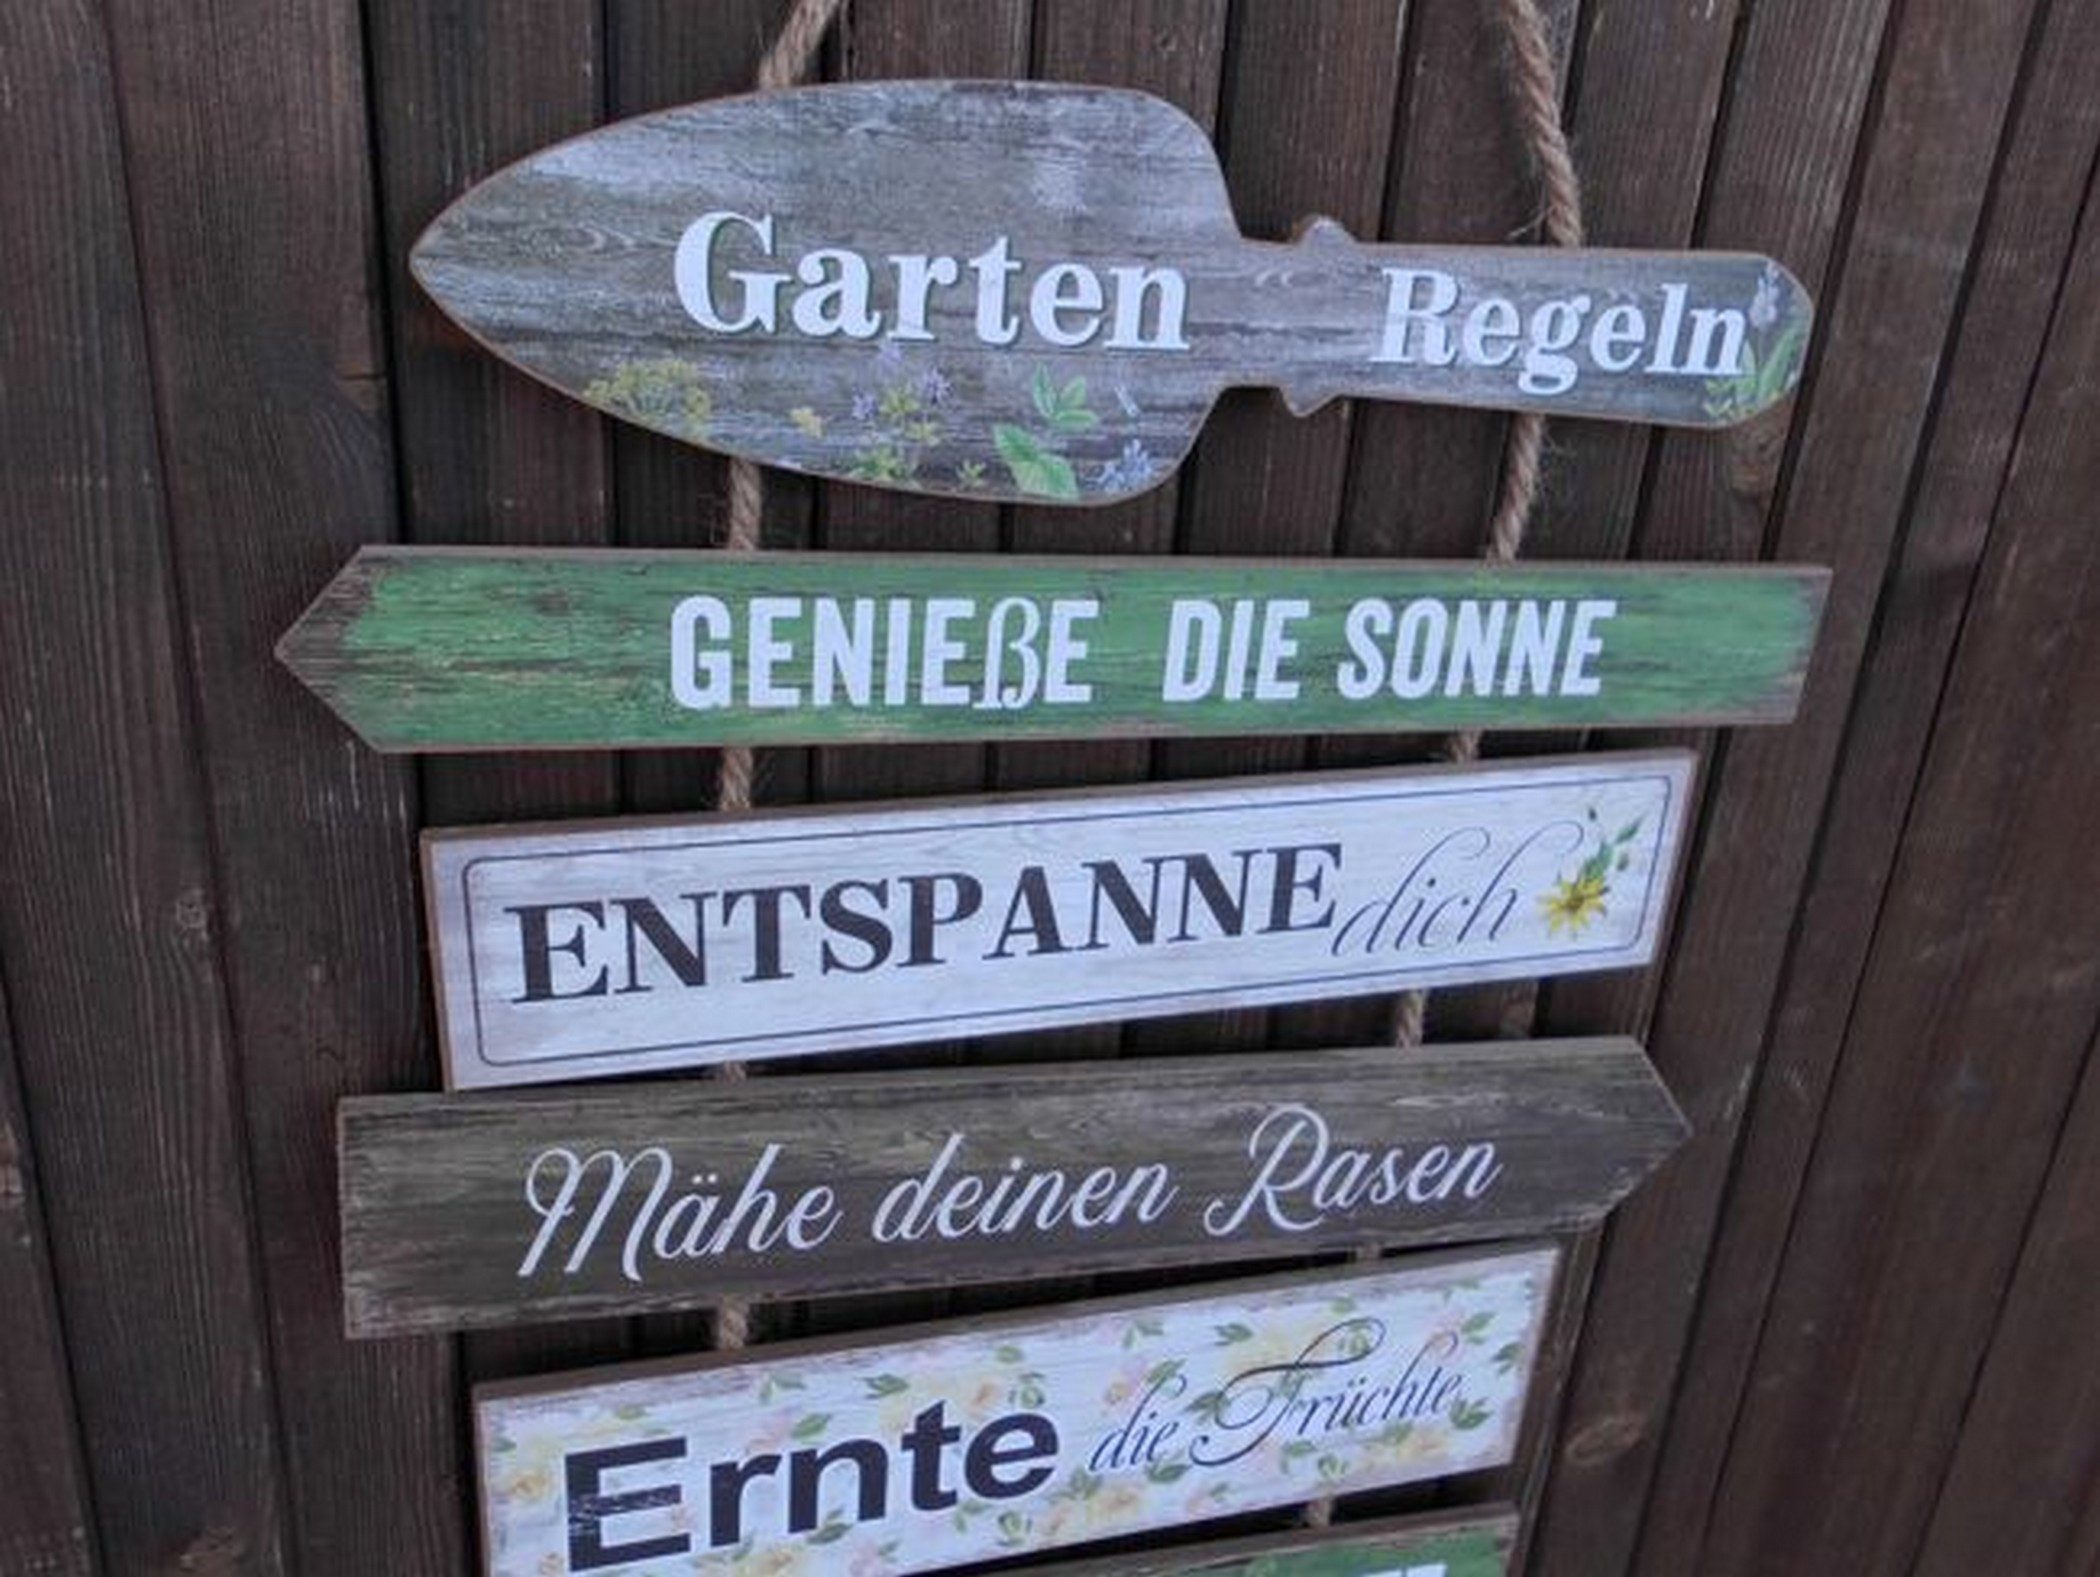 Garten Regeln
GENIEßE DIE SONNE
ENTSPANNE dich
Mähe deinen Rasen
Ernte die Früchte